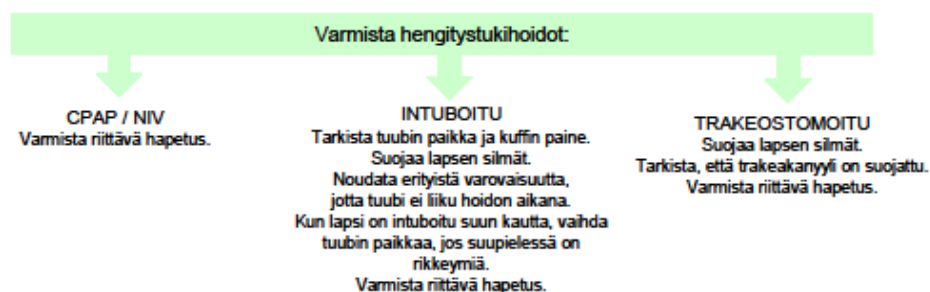 Varmista hengitystukihoidot:
CPAP / NIV
Varmista riittävä hapetus.
INTUBOITU
Tarkista tuubin paikka ja kuffin paine.
Suojaa lapsen silmät.
Noudata erityistä varovaisuutta,
jotta tuubi ei liiku hoidon aikana.
Kun lapsi on intuboitu suun kautta, vaihda
tuubin paikkaa, jos suupielessä on
rikkeymiä.
Varmista riittävä hapetus.
TRAKEOSTOMOITU
Suojaa lapsen silmät.
Tarkista, että trakeakanyyli on suojattu.
Varmista riittävä hapetus.